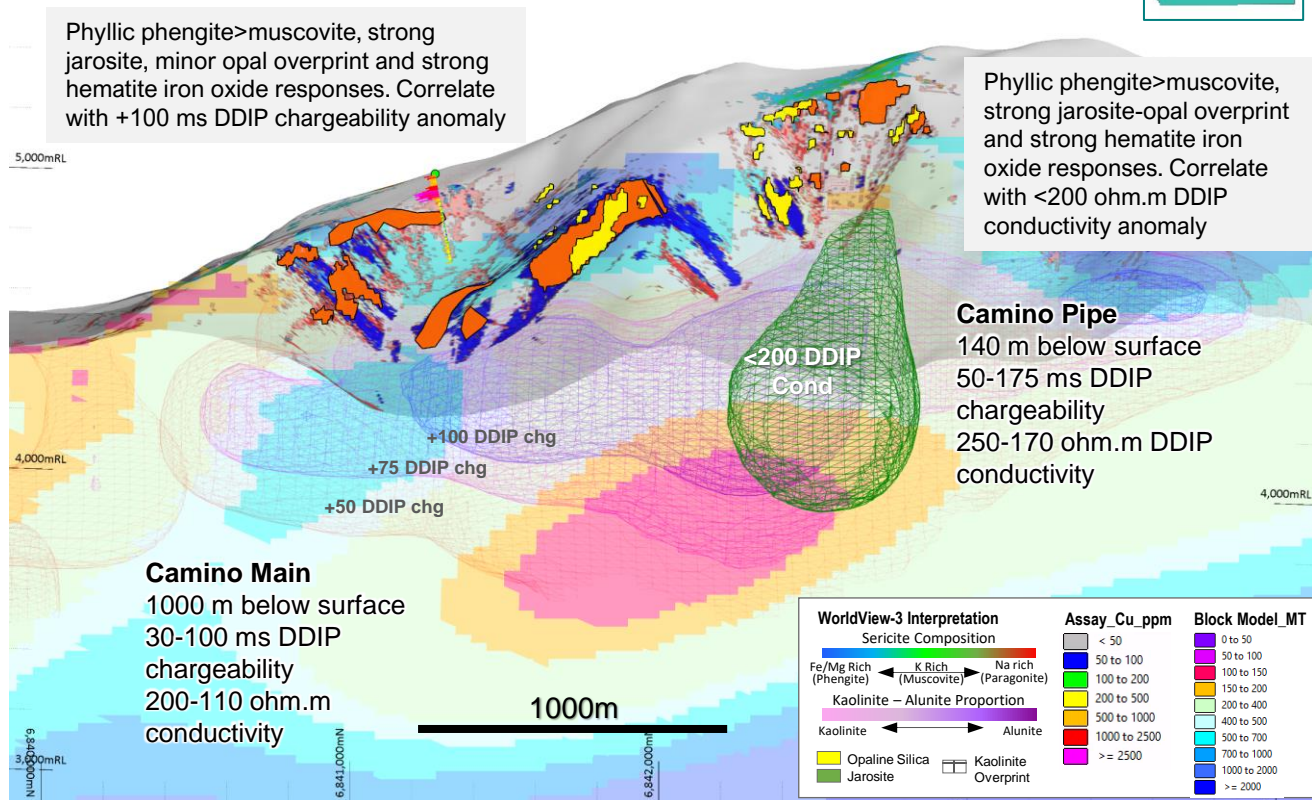 Phyllic phengite>muscovite, strong
jarosite, minor opal overprint and strong
hematite iron oxide responses. Correlate
with +100 ms DDIP chargeability anomaly
Phyllic phengite>muscovite,
strong jarosite-opal overprint
and strong hematite iron
oxide responses. Correlate
with <200 ohm.m DDIP
conductivity anomaly
5,000mRL
<200 DDIP
Cond
Camino Pipe
140 m below surface
50-175 ms DDIP
chargeability
250-170 ohm.m DDIP
conductivity
+100 DDIP chg
+75 DDIP chg
+50 DDIP chg
4,000mRL
4,000mRL
Camino Main
1000 m below surface
30-100 ms DDIP
chargeability
200-110 ohm.m
conductivity
1000m
3,000mRL
6,841,000mN
6,842,000mN
WorldView-3 Interpretation
Sericite Composition
Fe/Mg Rich
(Phengite)
K Rich
(Muscovite)
Na rich
(Paragonite)
Kaolinite – Alunite Proportion
Kaolinite
Alunite
Opaline Silica
Jarosite
Kaolinite
Overprint
Assay_Cu_ppm
< 50
50 to 100
100 to 200
200 to 500
500 to 1000
1000 to 2500
>= 2500
Block Model_MT
0 to 50
50 to 100
100 to 150
150 to 200
200 to 400
400 to 500
500 to 700
700 to 1000
1000 to 2000
>= 2000